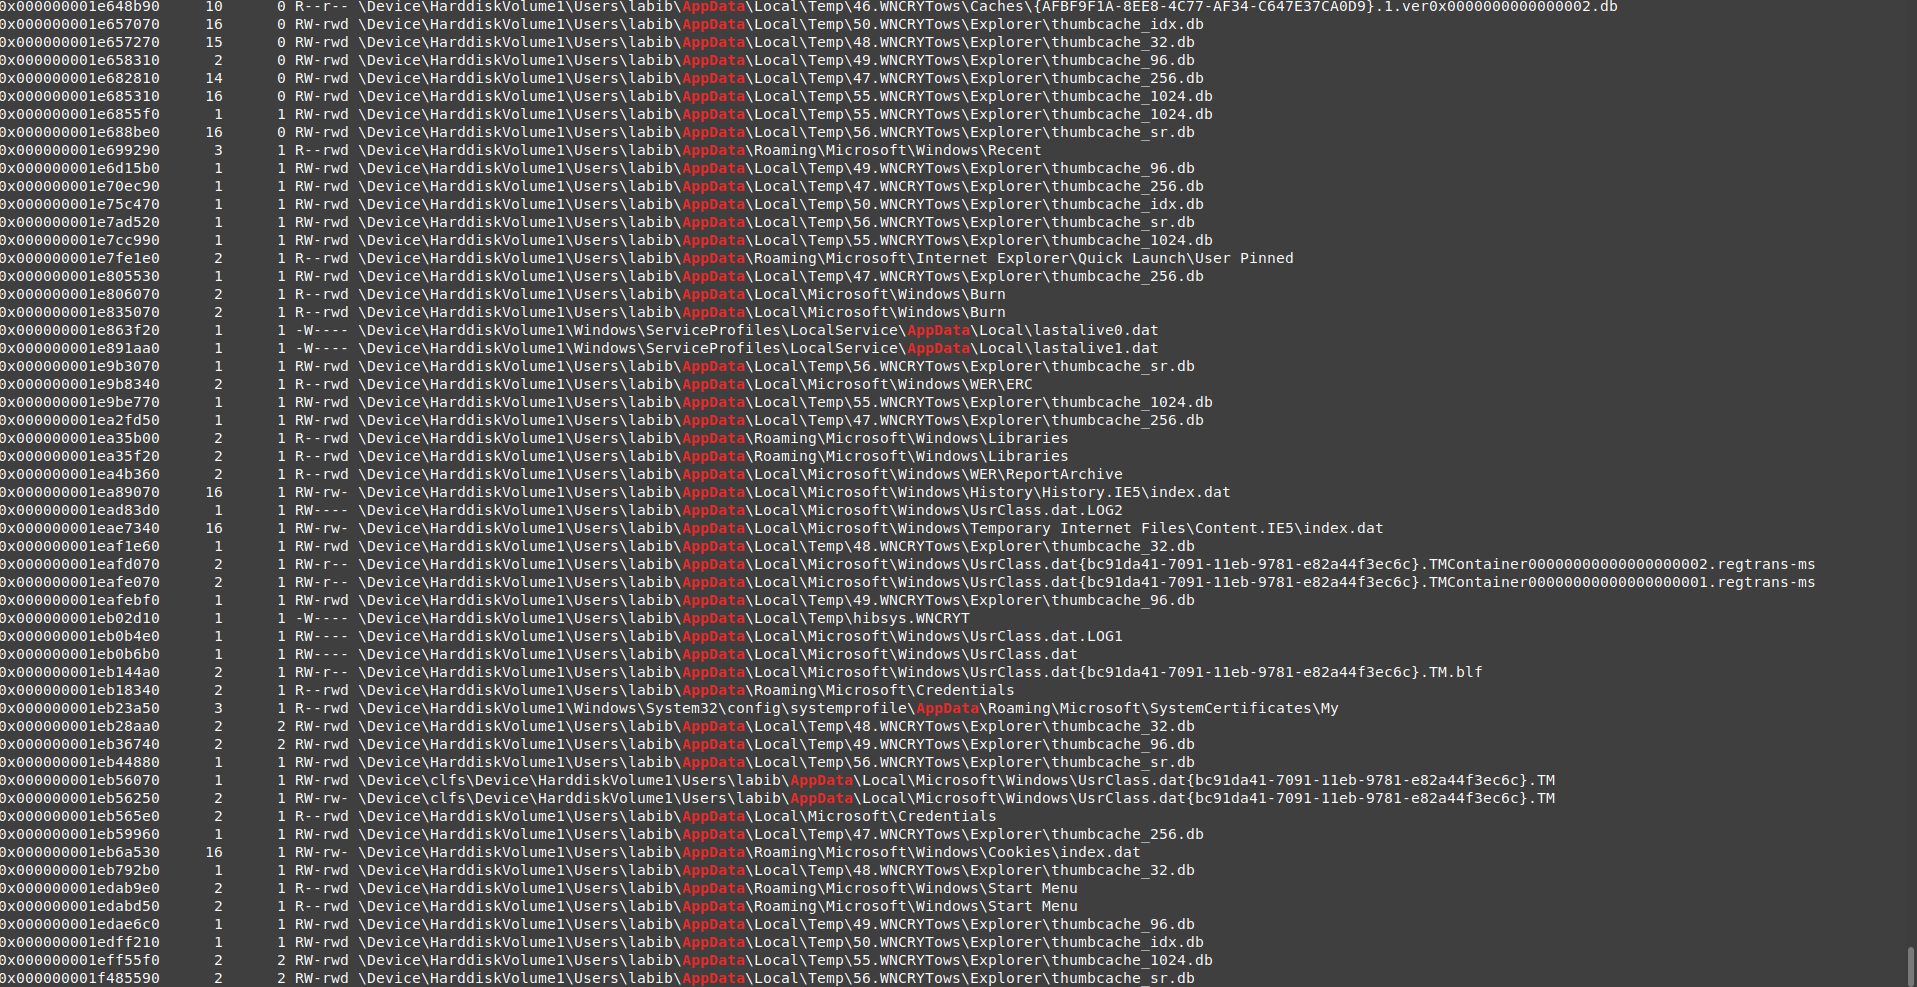 0x000000001e648b90     10      0 R--r-- \Device\HarddiskVolume1\Users\labib\AppData\Local\Temp\46.WNCRYTows\Caches\{AFBF9F1A-8EE8-4C77-AF34-C647E37CA0D9}.1.ver0x0000000000000002.db
0x000000001e657070     16      0 RW-rwd \Device\HarddiskVolume1\Users\labib\AppData\Local\Temp\50.WNCRYTows\Explorer\thumbcache_idx.db
0x000000001e657270     15      0 RW-rwd \Device\HarddiskVolume1\Users\labib\AppData\Local\Temp\48.WNCRYTows\Explorer\thumbcache_32.db
0x000000001e658310      2      0 RW-rwd \Device\HarddiskVolume1\Users\labib\AppData\Local\Temp\49.WNCRYTows\Explorer\thumbcache_96.db
0x000000001e682810     14      0 RW-rwd \Device\HarddiskVolume1\Users\labib\AppData\Local\Temp\47.WNCRYTows\Explorer\thumbcache_256.db
0x000000001e685310     16      0 RW-rwd \Device\HarddiskVolume1\Users\labib\AppData\Local\Temp\55.WNCRYTows\Explorer\thumbcache_1024.db
0x000000001e6855f0      1      1 RW-rwd \Device\HarddiskVolume1\Users\labib\AppData\Local\Temp\55.WNCRYTows\Explorer\thumbcache_1024.db
0x000000001e688be0     16      0 RW-rwd \Device\HarddiskVolume1\Users\labib\AppData\Local\Temp\56.WNCRYTows\Explorer\thumbcache_sr.db
0x000000001e699290      3      1 R--rwd \Device\HarddiskVolume1\Users\labib\AppData\Roaming\Microsoft\Windows\Recent
0x000000001e6d15b0      1      1 RW-rwd \Device\HarddiskVolume1\Users\labib\AppData\Local\Temp\49.WNCRYTows\Explorer\thumbcache_96.db
0x000000001e70ec90      1      1 RW-rwd \Device\HarddiskVolume1\Users\labib\AppData\Local\Temp\47.WNCRYTows\Explorer\thumbcache_256.db
0x000000001e75c470      1      1 RW-rwd \Device\HarddiskVolume1\Users\labib\AppData\Local\Temp\50.WNCRYTows\Explorer\thumbcache_idx.db
0x000000001e7ad520      1      1 RW-rwd \Device\HarddiskVolume1\Users\labib\AppData\Local\Temp\56.WNCRYTows\Explorer\thumbcache_sr.db
0x000000001e7cc990      1      1 RW-rwd \Device\HarddiskVolume1\Users\labib\AppData\Local\Temp\55.WNCRYTows\Explorer\thumbcache_1024.db
0x000000001e7fe1e0      2      1 R--rwd \Device\HarddiskVolume1\Users\labib\AppData\Roaming\Microsoft\Internet Explorer\Quick Launch\User Pinned
0x000000001e805530      1      1 RW-rwd \Device\HarddiskVolume1\Users\labib\AppData\Local\Temp\47.WNCRYTows\Explorer\thumbcache_256.db
0x000000001e806070      2      1 R--rwd \Device\HarddiskVolume1\Users\labib\AppData\Local\Microsoft\Windows\Burn
0x000000001e835070      2      1 R--rwd \Device\HarddiskVolume1\Users\labib\AppData\Local\Microsoft\Windows\Burn
0x000000001e863f20      1      1 -W---- \Device\HarddiskVolume1\Windows\ServiceProfiles\LocalService\AppData\Local\lastalive0.dat
0x000000001e891aa0      1      1 -W---- \Device\HarddiskVolume1\Windows\ServiceProfiles\LocalService\AppData\Local\lastalive1.dat
0x000000001e9b3070      1      1 RW-rwd \Device\HarddiskVolume1\Users\labib\AppData\Local\Temp\56.WNCRYTows\Explorer\thumbcache_sr.db
0x000000001e9b8340      2      1 R--rwd \Device\HarddiskVolume1\Users\labib\AppData\Local\Microsoft\Windows\WER\ERC
0x000000001e9be770      1      1 RW-rwd \Device\HarddiskVolume1\Users\labib\AppData\Local\Temp\55.WNCRYTows\Explorer\thumbcache_1024.db
0x000000001ea2fd50      1      1 RW-rwd \Device\HarddiskVolume1\Users\labib\AppData\Local\Temp\47.WNCRYTows\Explorer\thumbcache_256.db
0x000000001ea35b00      2      1 R--rwd \Device\HarddiskVolume1\Users\labib\AppData\Roaming\Microsoft\Windows\Libraries
0x000000001ea35f20      2      1 R--rwd \Device\HarddiskVolume1\Users\labib\AppData\Roaming\Microsoft\Windows\Libraries
0x000000001ea4b360      2      1 R--rwd \Device\HarddiskVolume1\Users\labib\AppData\Local\Microsoft\Windows\WER\ReportArchive
0x000000001ea89070     16      1 RW-rw- \Device\HarddiskVolume1\Users\labib\AppData\Local\Microsoft\Windows\History\History.IE5\index.dat
0x000000001ead83d0      1      1 RW---- \Device\HarddiskVolume1\Users\labib\AppData\Local\Microsoft\Windows\UsrClass.dat.LOG2
0x000000001eae7340     16      1 RW-rw- \Device\HarddiskVolume1\Users\labib\AppData\Local\Microsoft\Windows\Temporary Internet Files\Content.IE5\index.dat
0x000000001eaf1e60      1      1 RW-rwd \Device\HarddiskVolume1\Users\labib\AppData\Local\Temp\48.WNCRYTows\Explorer\thumbcache_32.db
0x000000001eafd070      2      1 RW-r-- \Device\HarddiskVolume1\Users\labib\AppData\Local\Microsoft\Windows\UsrClass.dat{bc91da41-7091-11eb-9781-e82a44f3ec6c}.TMContainer00000000000000000002.regtrans-ms
0x000000001eafe070      2      1 RW-r-- \Device\HarddiskVolume1\Users\labib\AppData\Local\Microsoft\Windows\UsrClass.dat{bc91da41-7091-11eb-9781-e82a44f3ec6c}.TMContainer00000000000000000001.regtrans-ms
0x000000001eafebf0      1      1 RW-rwd \Device\HarddiskVolume1\Users\labib\AppData\Local\Temp\49.WNCRYTows\Explorer\thumbcache_96.db
0x000000001eb02d10      1      1 -W---- \Device\HarddiskVolume1\Users\labib\AppData\Local\Temp\hibsys.WNCRYT
0x000000001eb0b4e0      1      1 RW---- \Device\HarddiskVolume1\Users\labib\AppData\Local\Microsoft\Windows\UsrClass.dat.LOG1
0x000000001eb0b6b0      1      1 RW---- \Device\HarddiskVolume1\Users\labib\AppData\Local\Microsoft\Windows\UsrClass.dat
0x000000001eb144a0      2      1 RW-r-- \Device\HarddiskVolume1\Users\labib\AppData\Local\Microsoft\Windows\UsrClass.dat{bc91da41-7091-11eb-9781-e82a44f3ec6c}.TM.blf
0x000000001eb18340      2      1 R--rwd \Device\HarddiskVolume1\Users\labib\AppData\Roaming\Microsoft\Credentials
0x000000001eb23a50      3      1 R--rwd \Device\HarddiskVolume1\Windows\System32\config\systemprofile\AppData\Roaming\Microsoft\SystemCertificates\My
0x000000001eb28aa0      2      2 RW-rwd \Device\HarddiskVolume1\Users\labib\AppData\Local\Temp\48.WNCRYTows\Explorer\thumbcache_32.db
0x000000001eb36740      2      2 RW-rwd \Device\HarddiskVolume1\Users\labib\AppData\Local\Temp\49.WNCRYTows\Explorer\thumbcache_96.db
0x000000001eb44880      1      1 RW-rwd \Device\HarddiskVolume1\Users\labib\AppData\Local\Temp\56.WNCRYTows\Explorer\thumbcache_sr.db
0x000000001eb56070      1      1 RW-rwd \Device\clfs\Device\HarddiskVolume1\Users\labib\AppData\Local\Microsoft\Windows\UsrClass.dat{bc91da41-7091-11eb-9781-e82a44f3ec6c}.TM
0x000000001eb56250      2      1 RW-rw- \Device\clfs\Device\HarddiskVolume1\Users\labib\AppData\Local\Microsoft\Windows\UsrClass.dat{bc91da41-7091-11eb-9781-e82a44f3ec6c}.TM
0x000000001eb565e0      2      1 R--rwd \Device\HarddiskVolume1\Users\labib\AppData\Local\Microsoft\Credentials
0x000000001eb59960      1      1 RW-rwd \Device\HarddiskVolume1\Users\labib\AppData\Local\Temp\47.WNCRYTows\Explorer\thumbcache_256.db
0x000000001eb6a530     16      1 RW-rw- \Device\HarddiskVolume1\Users\labib\AppData\Roaming\Microsoft\Windows\Cookies\index.dat
0x000000001eb792b0      1      1 RW-rwd \Device\HarddiskVolume1\Users\labib\AppData\Local\Temp\48.WNCRYTows\Explorer\thumbcache_32.db
0x000000001edab9e0      2      1 R--rwd \Device\HarddiskVolume1\Users\labib\AppData\Roaming\Microsoft\Windows\Start Menu
0x000000001edabd50      2      1 R--rwd \Device\HarddiskVolume1\Users\labib\AppData\Roaming\Microsoft\Windows\Start Menu
0x000000001edae6c0      1      1 RW-rwd \Device\HarddiskVolume1\Users\labib\AppData\Local\Temp\49.WNCRYTows\Explorer\thumbcache_96.db
0x000000001edff210      1      1 RW-rwd \Device\HarddiskVolume1\Users\labib\AppData\Local\Temp\50.WNCRYTows\Explorer\thumbcache_idx.db
0x000000001eff55f0      2      2 RW-rwd \Device\HarddiskVolume1\Users\labib\AppData\Local\Temp\55.WNCRYTows\Explorer\thumbcache_1024.db
0x000000001f485590      2      2 RW-rwd \Device\HarddiskVolume1\Users\labib\AppData\Local\Temp\56.WNCRYTows\Explorer\thumbcache_sr.db